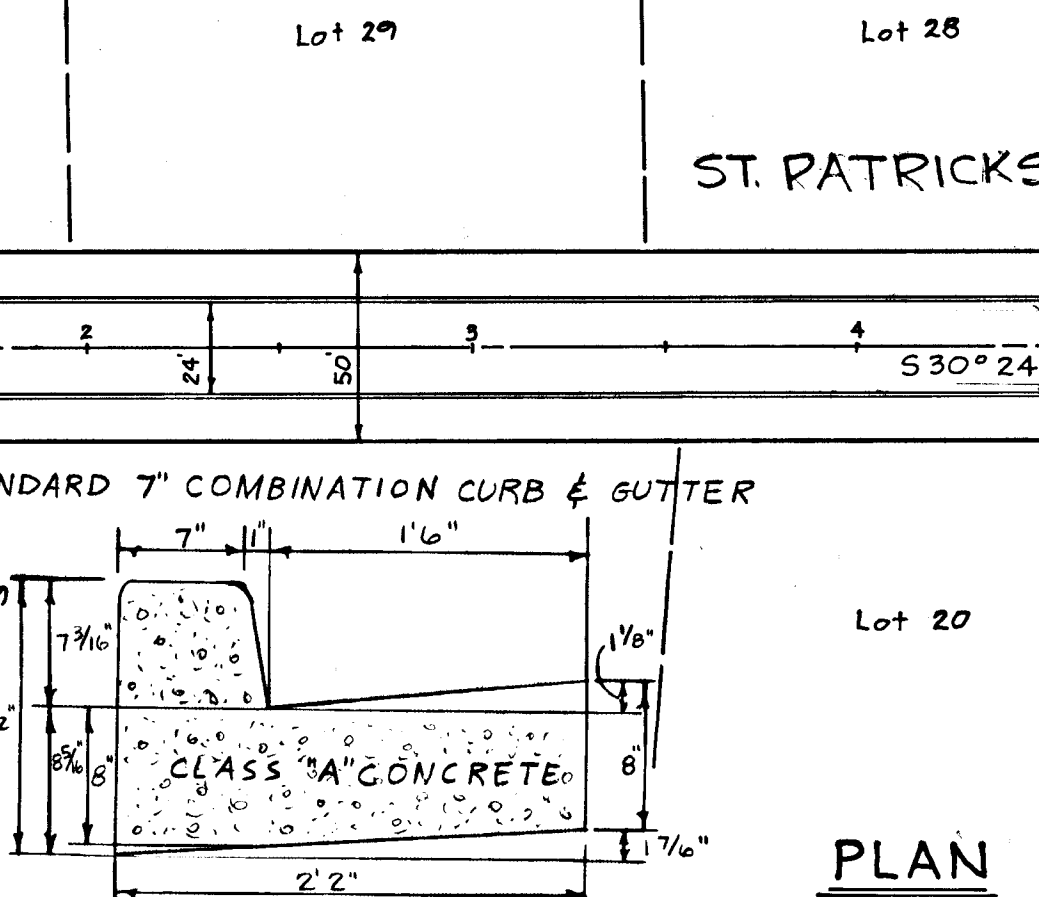 Lot 29
Lot 28
ST. PATRICKS
2
3
4
24'
50'
S 30° 24
NDARD 7" COMBINATION CURB & GUTTER
7"
1"
1'6"
7 3/16"
1 1/8"
Lot 20
2"
8 5/16"
8"
CLASS "A" CONCRETE
8"
1 7/16"
PLAN
2' 2"